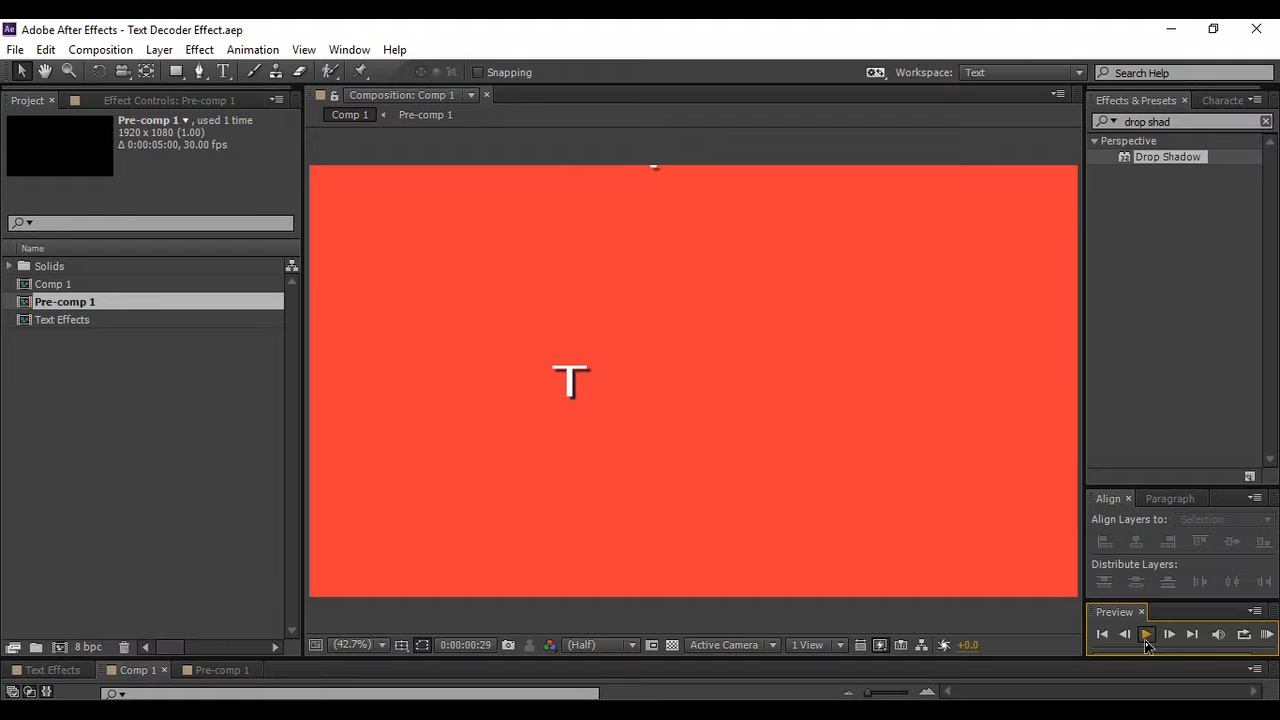 Ae Adobe After Effects - Text Decoder Effect.aep
File Edit Composition Layer Effect Animation View Window Help
T Snapping Workspace: Text Search Help
Project × Effect Controls: Pre-comp 1 Composition: Comp 1 × Effects & Presets × Characte
Pre-comp 1 , used 1 time
1920 x 1080 (1.00)
Δ 0:00:05:00, 30.00 fps
Comp 1 Pre-comp 1
drop shad
Perspective
Drop Shadow
Name
Solids
Comp 1
Pre-comp 1
Text Effects
T
Align × Paragraph
Align Layers to: Selection
Distribute Layers:
Preview ×
8 bpc (42.7%) 0:00:00:29 (Half) Active Camera 1 View +0.0
Text Effects Comp 1 × Pre-comp 1